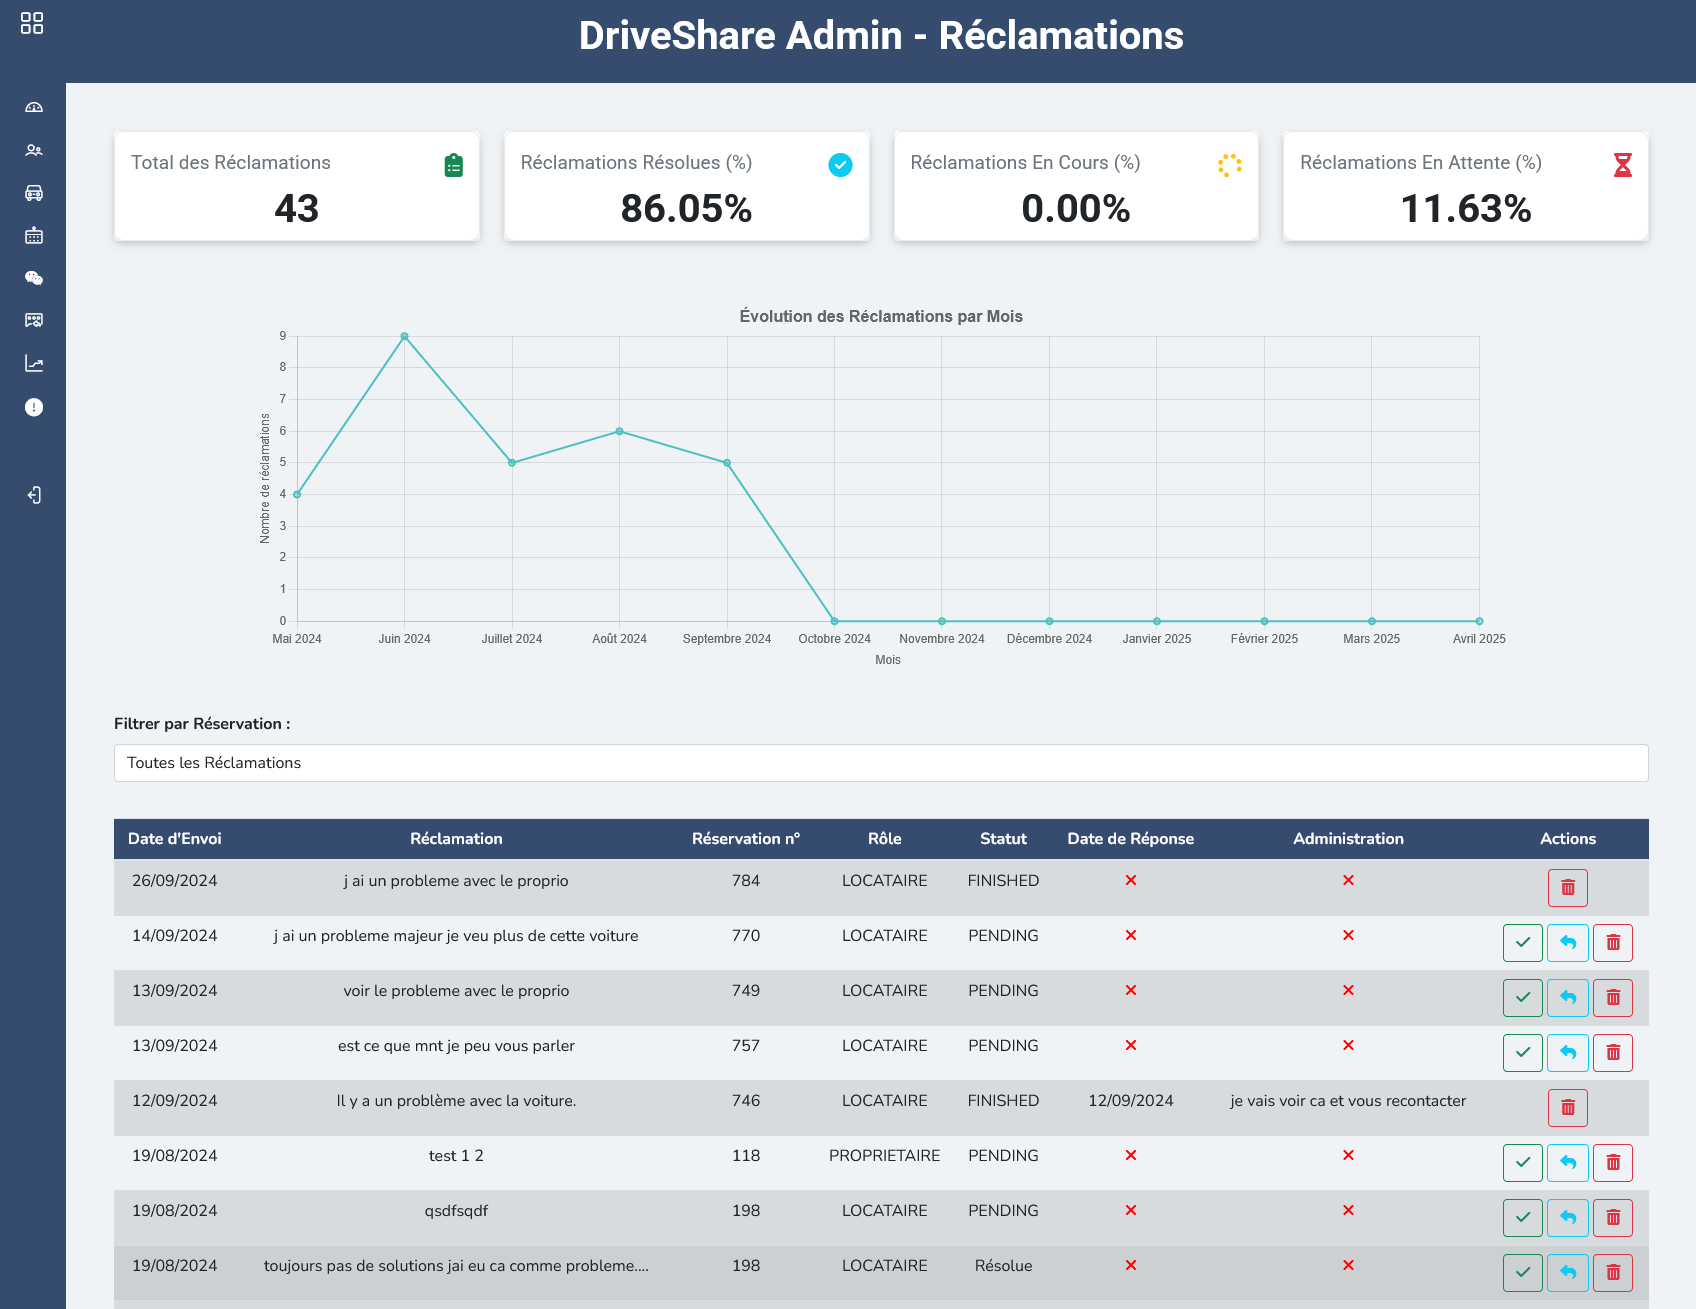 DriveShare Admin - Réclamations
Total des Réclamations
43
Réclamations Résolues (%)
86.05%
Réclamations En Cours (%)
0.00%
Réclamations En Attente (%)
11.63%
Évolution des Réclamations par Mois
Nombre de réclamations
9
8
7
6
5
4
3
2
1
0
Mai 2024 Juin 2024 Juillet 2024 Août 2024 Septembre 2024 Octobre 2024 Novembre 2024 Décembre 2024 Janvier 2025 Février 2025 Mars 2025 Avril 2025
Mois
Filtrer par Réservation :
Toutes les Réclamations
Date d'Envoi Réclamation Réservation n° Rôle Statut Date de Réponse Administration Actions
26/09/2024 j ai un probleme avec le proprio 784 LOCATAIRE FINISHED
14/09/2024 j ai un probleme majeur je veu plus de cette voiture 770 LOCATAIRE PENDING
13/09/2024 voir le probleme avec le proprio 749 LOCATAIRE PENDING
13/09/2024 est ce que mnt je peu vous parler 757 LOCATAIRE PENDING
12/09/2024 Il y a un problème avec la voiture. 746 LOCATAIRE FINISHED 12/09/2024 je vais voir ca et vous recontacter
19/08/2024 test 1 2 118 PROPRIETAIRE PENDING
19/08/2024 qsdfsqdf 198 LOCATAIRE PENDING
19/08/2024 toujours pas de solutions jai eu ca comme probleme.... 198 LOCATAIRE Résolue